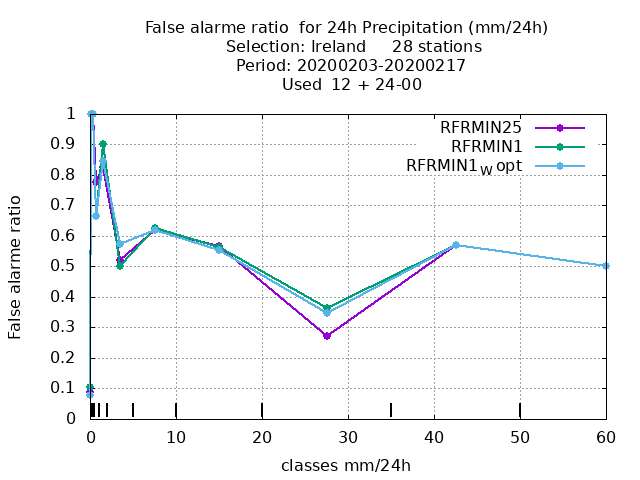 False alarme ratio  for 24h Precipitation (mm/24h)
Selection: Ireland     28 stations
Period: 20200203-20200217
Used  12 + 24-00
RFRMIN25
RFRMIN1
RFRMIN1W opt
1
0.9
0.8
0.7
0.6
0.5
0.4
0.3
0.2
0.1
0
False alarme ratio
0 10 20 30 40 50 60
classes mm/24h